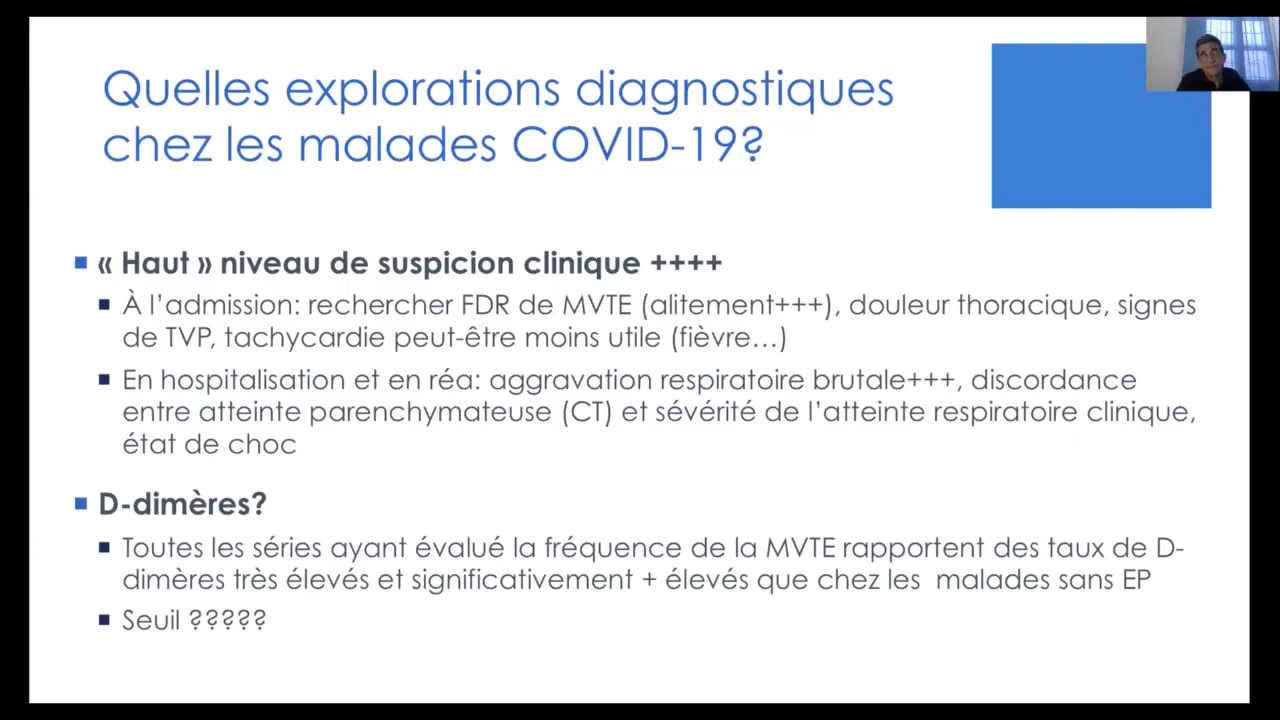 Quelles explorations diagnostiques
chez les malades COVID-19?
« Haut » niveau de suspicion clinique ++++
À l’admission: rechercher FDR de MVTE (alitement+++), douleur thoracique, signes
de TVP, tachycardie peut-être moins utile (fièvre…)
En hospitalisation et en réa: aggravation respiratoire brutale+++, discordance
entre atteinte parenchymateuse (CT) et sévérité de l’atteinte respiratoire clinique,
état de choc
D-dimères?
Toutes les séries ayant évalué la fréquence de la MVTE rapportent des taux de D-
dimères très élevés et significativement + élevés que chez les malades sans EP
Seuil ?????